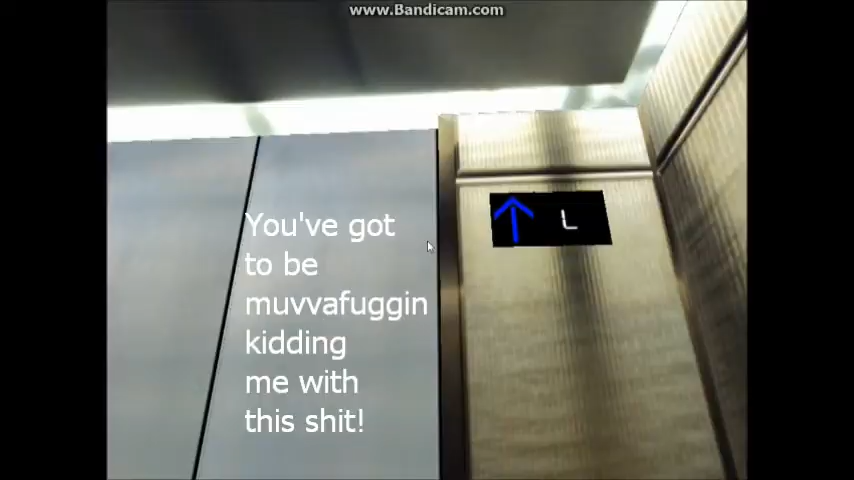 www.Bandicam.com
L
You've got
to be
muvvafuggin
kidding
me with
this shit!